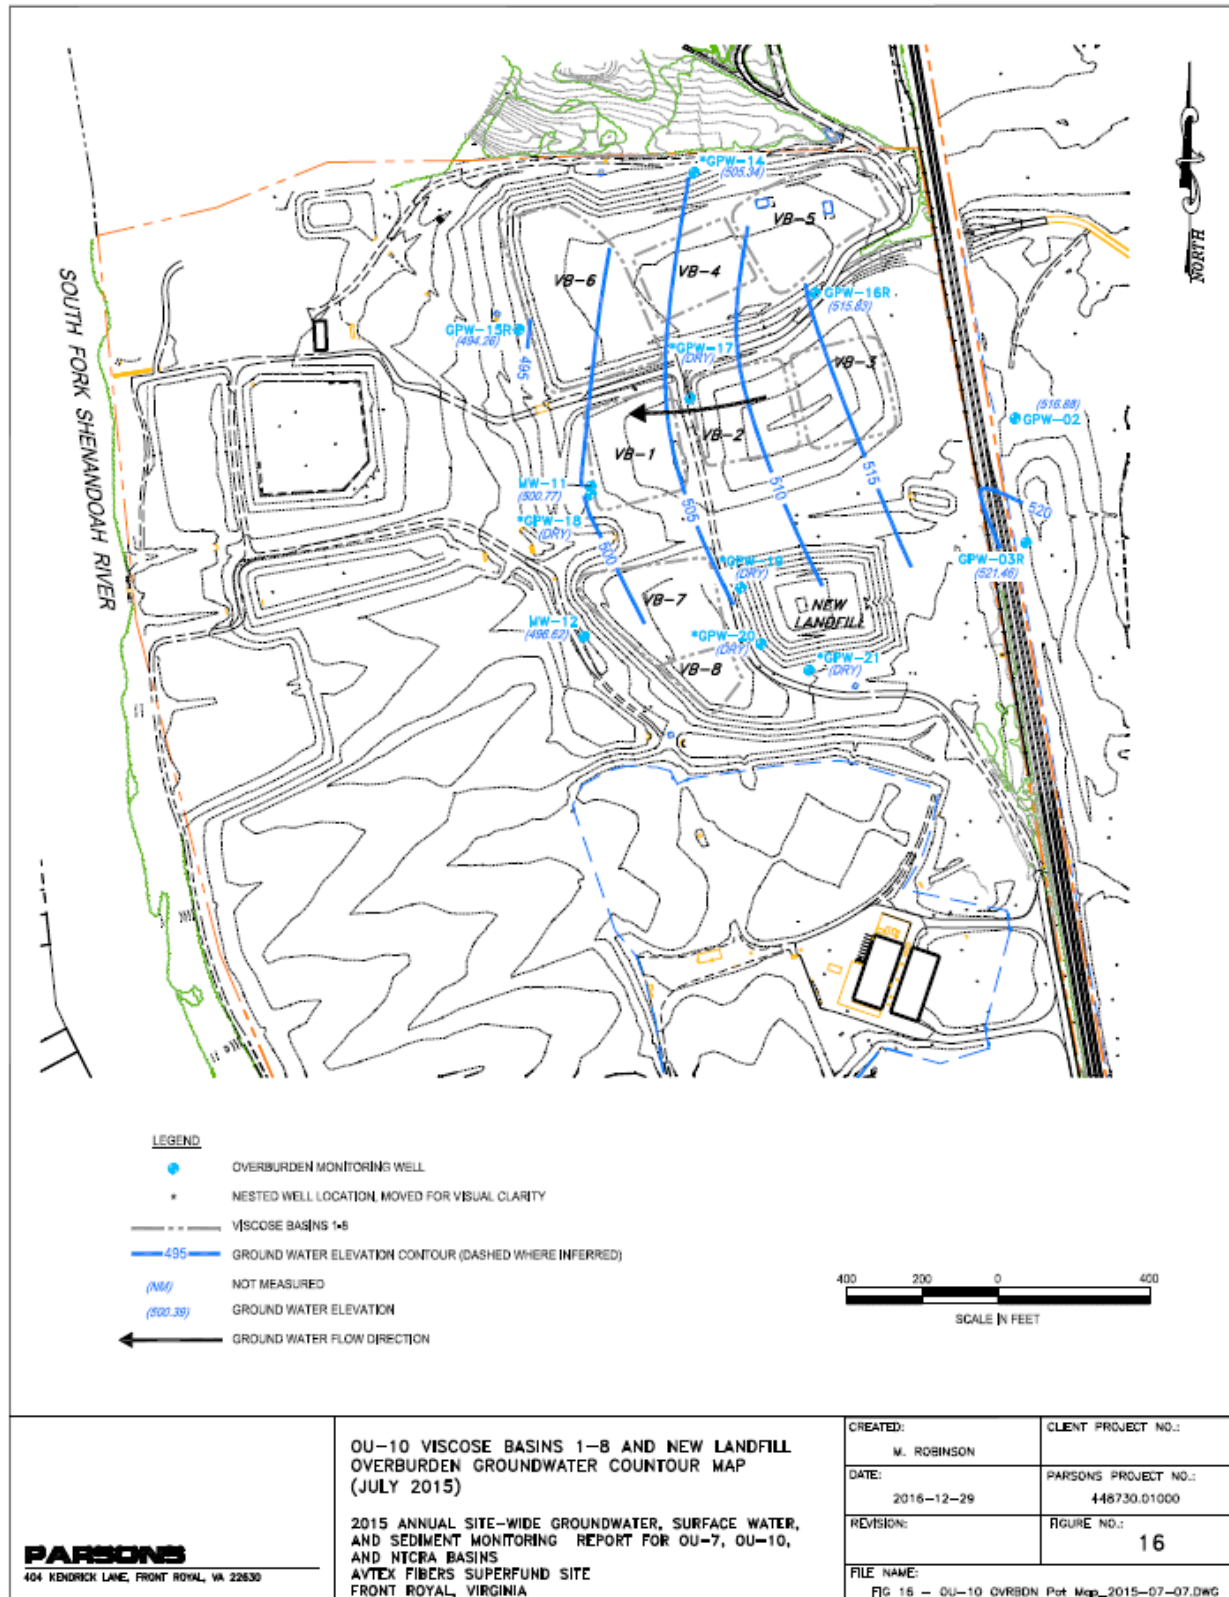 *GPW-14
(505.34)
VB-5
VB-6
VB-4
NORTH
GPW-16R
(515.83)
GPW-15R
(494.26)
495
*GPW-17
(DRY)
VB-3
SOUTH FORK SHENANDOAH RIVER
(516.88)
GPW-02
VB-2
VB-1
515
MW-11
(500.77)
510
505
520
*GPW-18
(DRY)
500
*GPW-19
(DRY)
GPW-03R
(521.46)
VB-7
NEW
LANDFILL
MW-12
(496.62)
*GPW-20
(DRY)
VB-8
*GPW-21
(DRY)
LEGEND
OVERBURDEN MONITORING WELL
* NESTED WELL LOCATION, MOVED FOR VISUAL CLARITY
VISCOSE BASINS 1-8
495 GROUND WATER ELEVATION CONTOUR (DASHED WHERE INFERRED)
(NM) NOT MEASURED
(500.39) GROUND WATER ELEVATION
GROUND WATER FLOW DIRECTION
400 200 0 400
SCALE IN FEET
PARSONS
404 KENDRICK LANE, FRONT ROYAL, VA 22630
OU-10 VISCOSE BASINS 1-8 AND NEW LANDFILL
OVERBURDEN GROUNDWATER COUNTOUR MAP
(JULY 2015)
2015 ANNUAL SITE-WIDE GROUNDWATER, SURFACE WATER,
AND SEDIMENT MONITORING REPORT FOR OU-7, OU-10,
AND NTCRA BASINS
AVTEX FIBERS SUPERFUND SITE
FRONT ROYAL, VIRGINIA
CREATED:
M. ROBINSON
CLIENT PROJECT NO.:
DATE:
2016-12-29
PARSONS PROJECT NO.:
448730.01000
REVISION:
FIGURE NO.:
16
FILE NAME:
FIG 16 - OU-10 OVRBDN Pot Map_2015-07-07.DWG